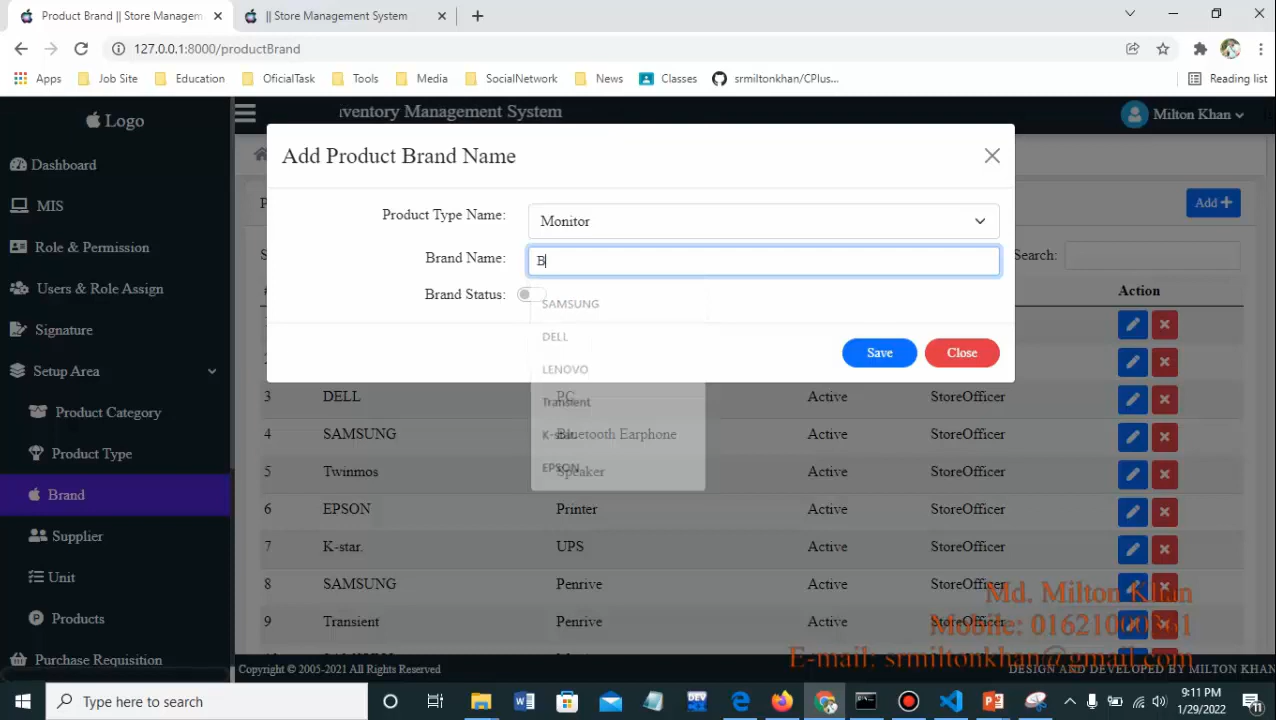 Product Brand || Store Managem
|| Store Management System
127.0.0.1:8000/productBrand
Apps
Job Site
Education
OficialTask
Tools
Media
SocialNetwork
News
Classes
srmiltonkhan/CPlus...
Reading list
Logo
ventory Management System
Milton Khan
Dashboard
MIS
Role & Permission
Users & Role Assign
Signature
Setup Area
Product Category
Product Type
Brand
Supplier
Unit
Products
Purchase Requisition
Add Product Brand Name
Product Type Name:
Monitor
Brand Name:
B
Brand Status:
SAMSUNG
DELL
LENOVO
Transient
K-star.
EPSON
Save
Close
Add
Search:
Action
3 DELL PC Active StoreOfficer
4 SAMSUNG Bluetooth Earphone Active StoreOfficer
5 Twinmos Speaker Active StoreOfficer
6 EPSON Printer Active StoreOfficer
7 K-star. UPS Active StoreOfficer
8 SAMSUNG Penrive Active StoreOfficer
9 Transient Penrive Active StoreOfficer
Md. Milton Khan
Mobile:
E-mail: srmiltonkhan@gmail.com
Copyright © 2005-2021 All Rights Reserved
DESIGN AND DEVELOPED BY MILTON KHAN
Type here to search
9:11 PM
1/29/2022
11